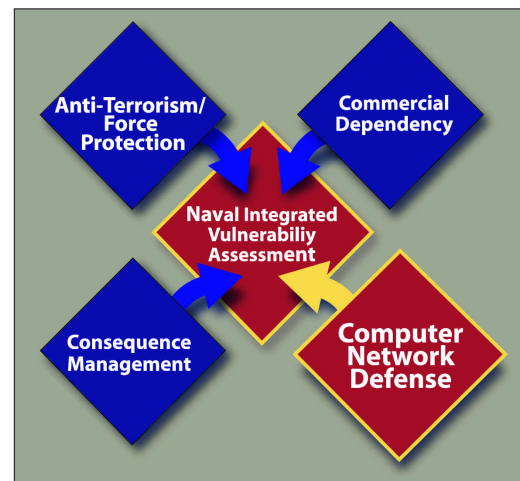 Anti-Terrorism/
Force
Protection
Commercial
Dependency
Naval Integrated
Vulnerabiliy
Assessment
Consequence
Management
Computer
Network
Defense